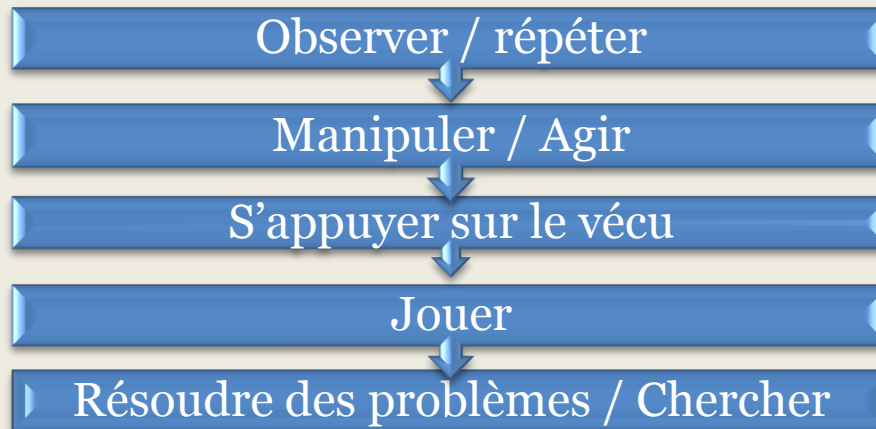 Observer / répéter
Manipuler / Agir
S’appuyer sur le vécu
Jouer
Résoudre des problèmes / Chercher